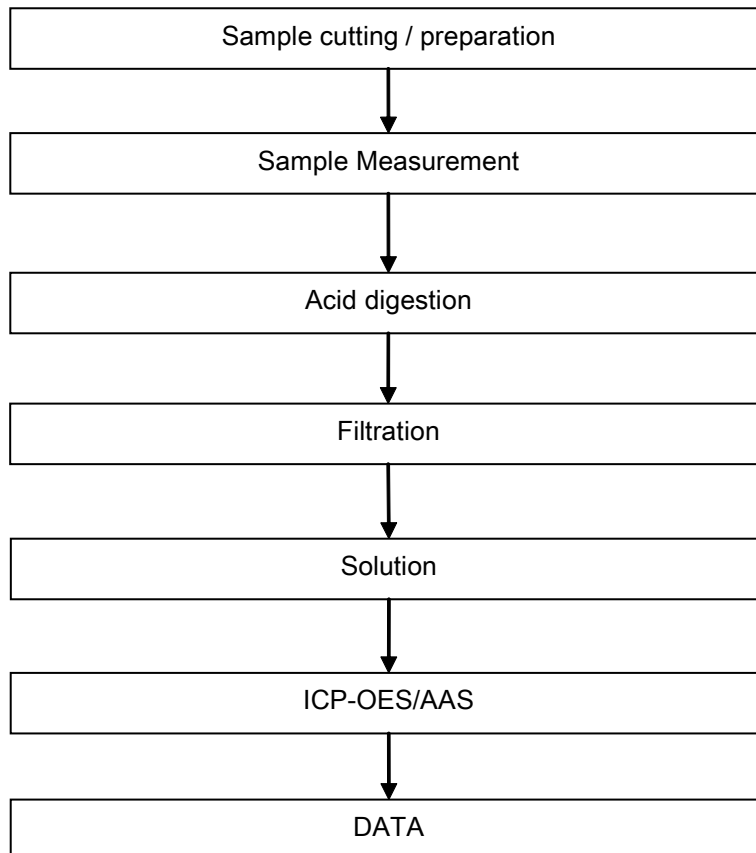 Sample cutting / preparation
Sample Measurement
Acid digestion
Filtration
Solution
ICP-OES/AAS
DATA